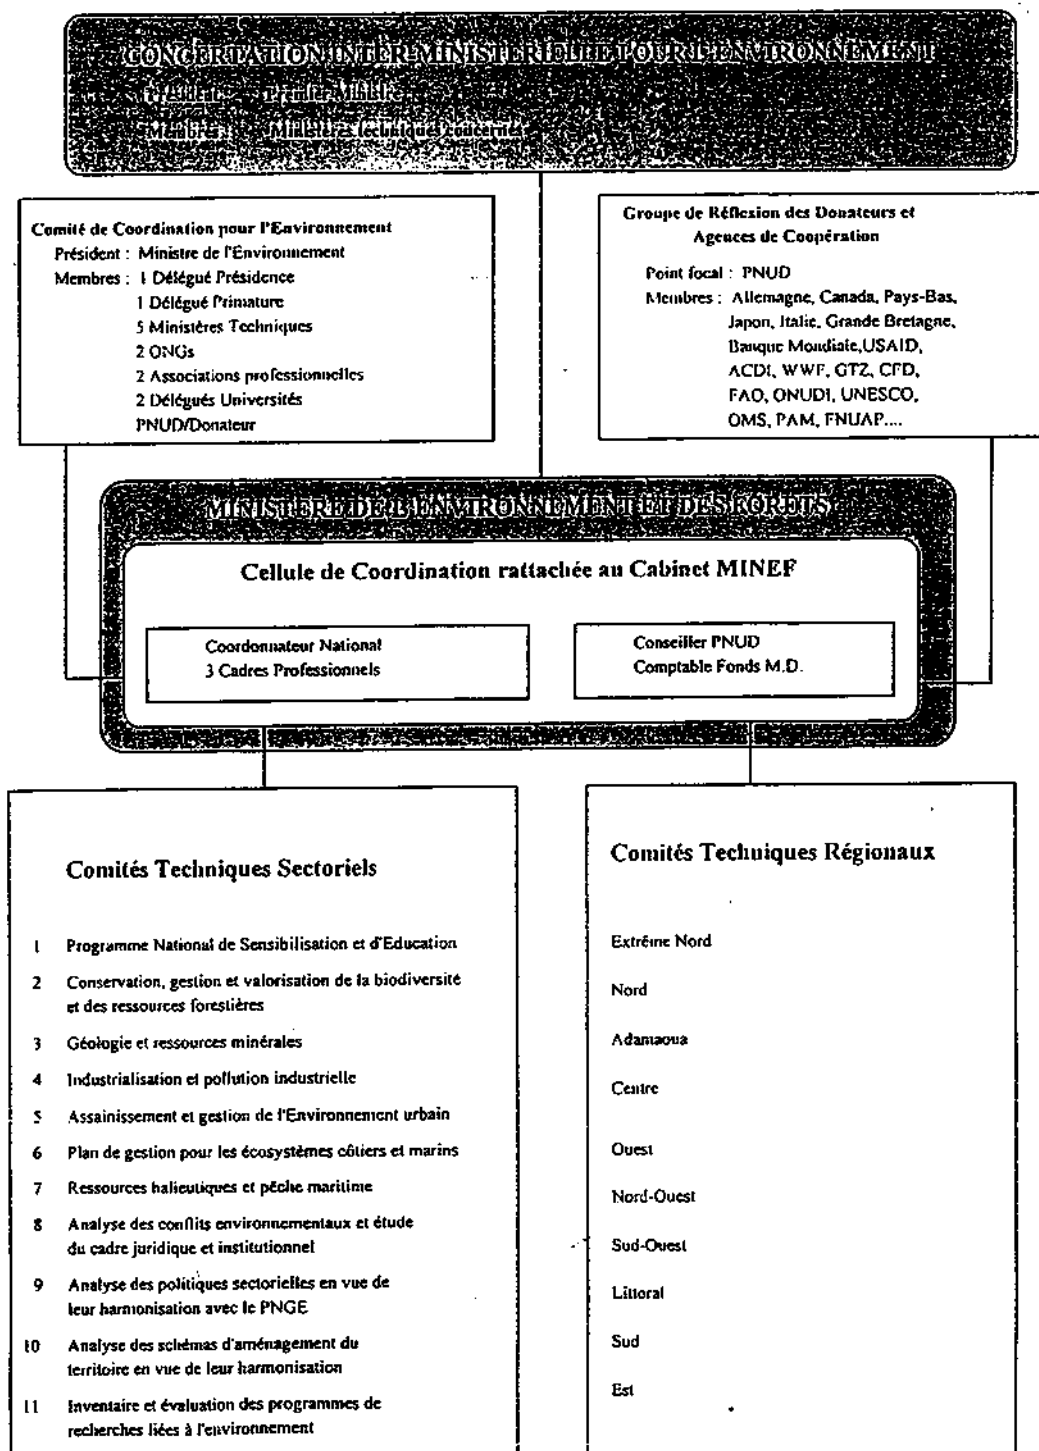 CONCERTATION INTER-MINISTERIELLE POUR L'ENVIRONNEMENT
Président : Premier Ministre
Membres : Ministères techniques concernés
Comité de Coordination pour l'Environnement
Président : Ministre de l'Environnement
Membres : 1 Délégué Présidence
1 Délégué Primature
5 Ministères Techniques
2 ONGs
2 Associations professionnelles
2 Délégués Universités
PNUD/Donateur
Groupe de Réflexion des Donateurs et
Agences de Coopération
Point focal : PNUD
Membres : Allemagne, Canada, Pays-Bas,
Japon, Italie, Grande Bretagne,
Banque Mondiale,USAID,
ACDI, WWF, GTZ, CFD,
FAO, ONUDI, UNESCO,
OMS, PAM, FNUAP....
MINISTERE DE L'ENVIRONNEMENT ET DES FORETS
Cellule de Coordination rattachée au Cabinet MINEF
Coordonnateur National
3 Cadres Professionnels
Conseiller PNUD
Comptable Fonds M.D.
Comités Techniques Sectoriels
1 Programme National de Sensibilisation et d'Education
2 Conservation, gestion et valorisation de la biodiversité
et des ressources forestières
3 Géologie et ressources minérales
4 Industrialisation et pollution industrielle
5 Assainissement et gestion de l'Environnement urbain
6 Plan de gestion pour les écosystèmes côtiers et marins
7 Ressources halieutiques et pêche maritime
8 Analyse des conflits environnementaux et étude
du cadre juridique et institutionnel
9 Analyse des politiques sectorielles en vue de
leur harmonisation avec le PNGE
10 Analyse des schémas d'aménagement du
territoire en vue de leur harmonisation
11 Inventaire et évaluation des programmes de
recherches liées à l'environnement
Comités Techniques Régionaux
Extrême Nord
Nord
Adamaoua
Centre
Ouest
Nord-Ouest
Sud-Ouest
Littoral
Sud
Est